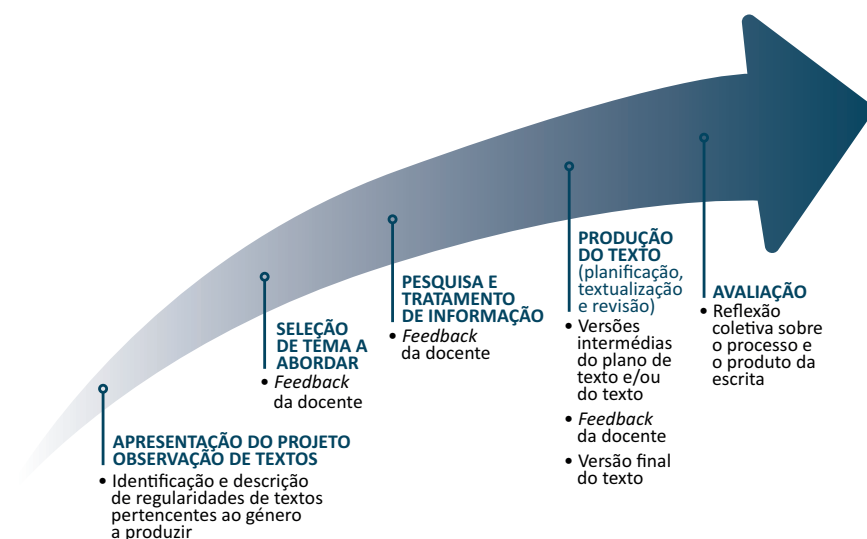 APRESENTAÇÃO DO PROJETO
OBSERVAÇÃO DE TEXTOS
• Identificação e descrição
de regularidades de textos
pertencentes ao género
a produzir
SELEÇÃO
DE TEMA A
ABORDAR
• Feedback
da docente
PESQUISA E
TRATAMENTO
DE INFORMAÇÃO
• Feedback
da docente
PRODUÇÃO
DO TEXTO
(planificação,
textualização
e revisão)
• Versões
intermédias
do plano de
texto e/ou
do texto
• Feedback
da docente
• Versão final
do texto
AVALIAÇÃO
• Reflexão
coletiva sobre
o processo e
o produto da
escrita